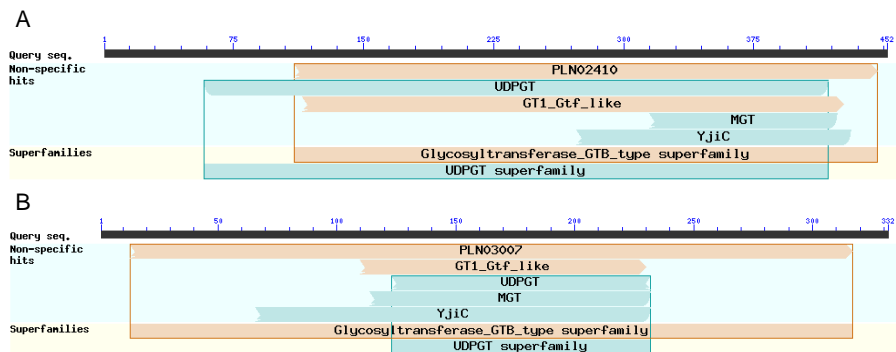 A
1 75 150 225 300 375 452
Query seq.
Non-specific hits
PLN02410
UDPGT
GT1_Gtf_like
MGT
YjiC
Superfamilies
Glycosyltransferase_GTB_type superfamily
UDPGT superfamily
B
1 50 100 150 200 250 300 332
Query seq.
Non-specific hits
PLN03007
GT1_Gtf_like
UDPGT
MGT
YjiC
Superfamilies
Glycosyltransferase_GTB_type superfamily
UDPGT superfamily